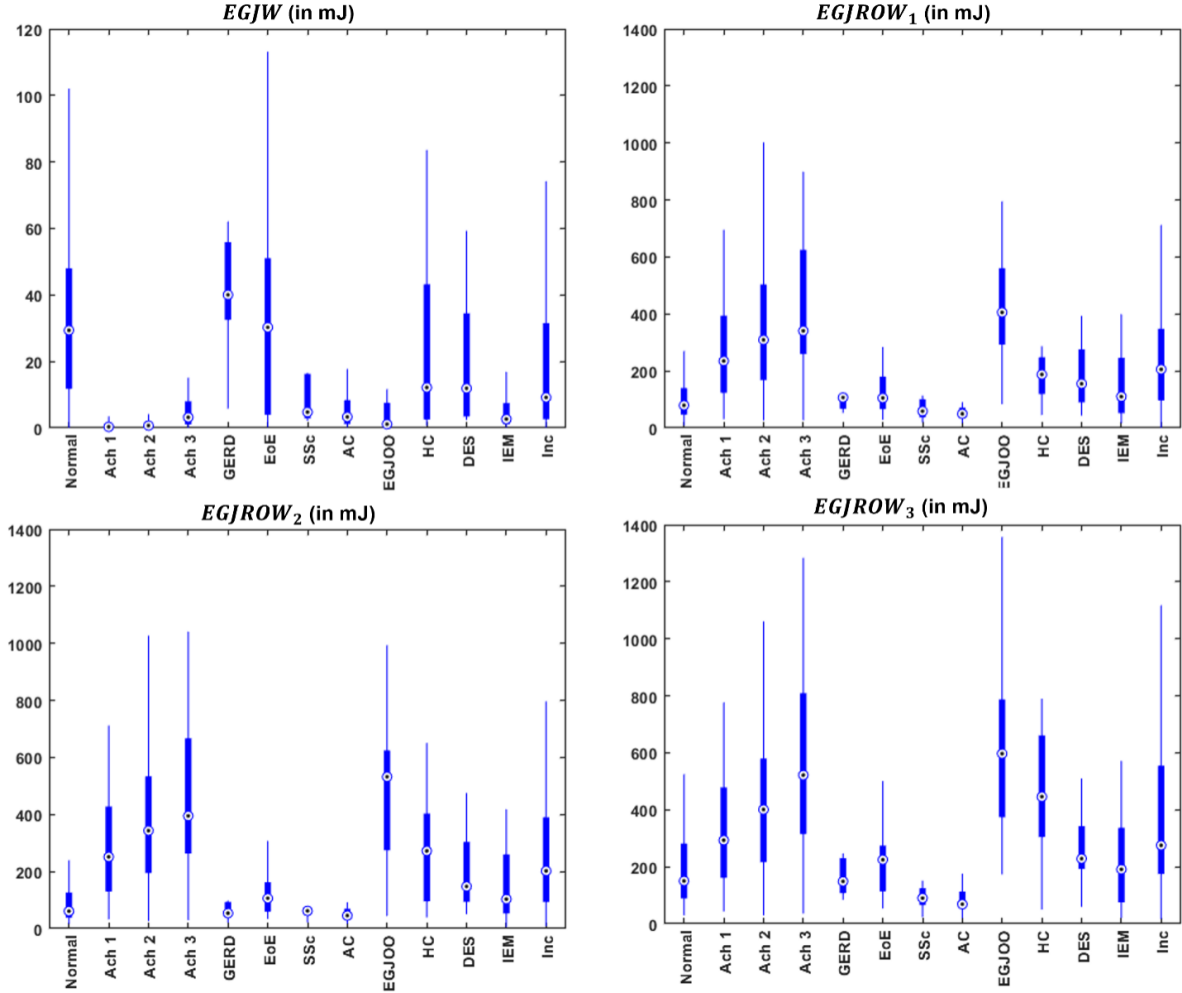 EGJW (in mJ)
120
100
80
60
40
20
0
Normal
Ach 1
Ach 2
Ach 3
GERD
EoE
SSc
AC
EGJOO
HC
DES
IEM
Inc
EGJROW₁ (in mJ)
1400
1200
1000
800
600
400
200
0
Normal
Ach 1
Ach 2
Ach 3
GERD
EoE
SSc
AC
EGJOO
HC
DES
IEM
Inc
EGJROW₂ (in mJ)
1400
1200
1000
800
600
400
200
0
Normal
Ach 1
Ach 2
Ach 3
GERD
EoE
SSc
AC
EGJOO
HC
DES
IEM
Inc
EGJROW₃ (in mJ)
1400
1200
1000
800
600
400
200
0
Normal
Ach 1
Ach 2
Ach 3
GERD
EoE
SSc
AC
EGJOO
HC
DES
IEM
Inc